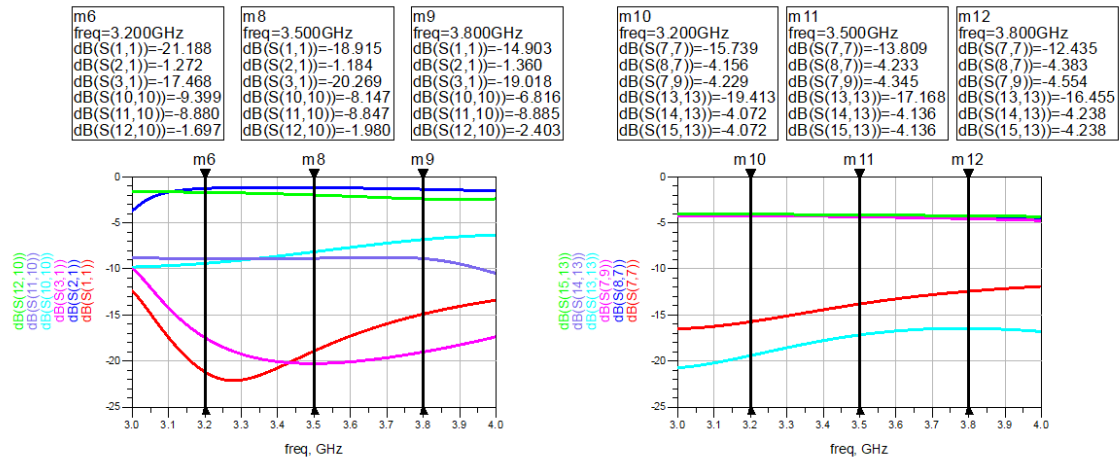 m6
freq=3.200GHz
dB(S(1,1))=-21.188
dB(S(2,1))=-1.272
dB(S(3,1))=-17.468
dB(S(10,10))=-9.399
dB(S(11,10))=-8.880
dB(S(12,10))=-1.697
m8
freq=3.500GHz
dB(S(1,1))=-18.915
dB(S(2,1))=-1.184
dB(S(3,1))=-20.269
dB(S(10,10))=-8.147
dB(S(11,10))=-8.847
dB(S(12,10))=-1.980
m9
freq=3.800GHz
dB(S(1,1))=-14.903
dB(S(2,1))=-1.360
dB(S(3,1))=-19.018
dB(S(10,10))=-6.816
dB(S(11,10))=-8.885
dB(S(12,10))=-2.403
m10
freq=3.200GHz
dB(S(7,7))=-15.739
dB(S(8,7))=-4.156
dB(S(7,9))=-4.229
dB(S(13,13))=-19.413
dB(S(14,13))=-4.072
dB(S(15,13))=-4.072
m11
freq=3.500GHz
dB(S(7,7))=-13.809
dB(S(8,7))=-4.233
dB(S(7,9))=-4.345
dB(S(13,13))=-17.168
dB(S(14,13))=-4.136
dB(S(15,13))=-4.136
m12
freq=3.800GHz
dB(S(7,7))=-12.435
dB(S(8,7))=-4.383
dB(S(7,9))=-4.554
dB(S(13,13))=-16.455
dB(S(14,13))=-4.238
dB(S(15,13))=-4.238
m6 m8 m9
0
-5
-10
-15
-20
-25
dB(S(12,10))
dB(S(11,10))
dB(S(10,10))
dB(S(3,1))
dB(S(2,1))
dB(S(1,1))
3.0 3.1 3.2 3.3 3.4 3.5 3.6 3.7 3.8 3.9 4.0
freq, GHz
m10 m11 m12
0
-5
-10
-15
-20
-25
dB(S(15,13))
dB(S(14,13))
dB(S(13,13))
dB(S(7,9))
dB(S(8,7))
dB(S(7,7))
3.0 3.1 3.2 3.3 3.4 3.5 3.6 3.7 3.8 3.9 4.0
freq, GHz